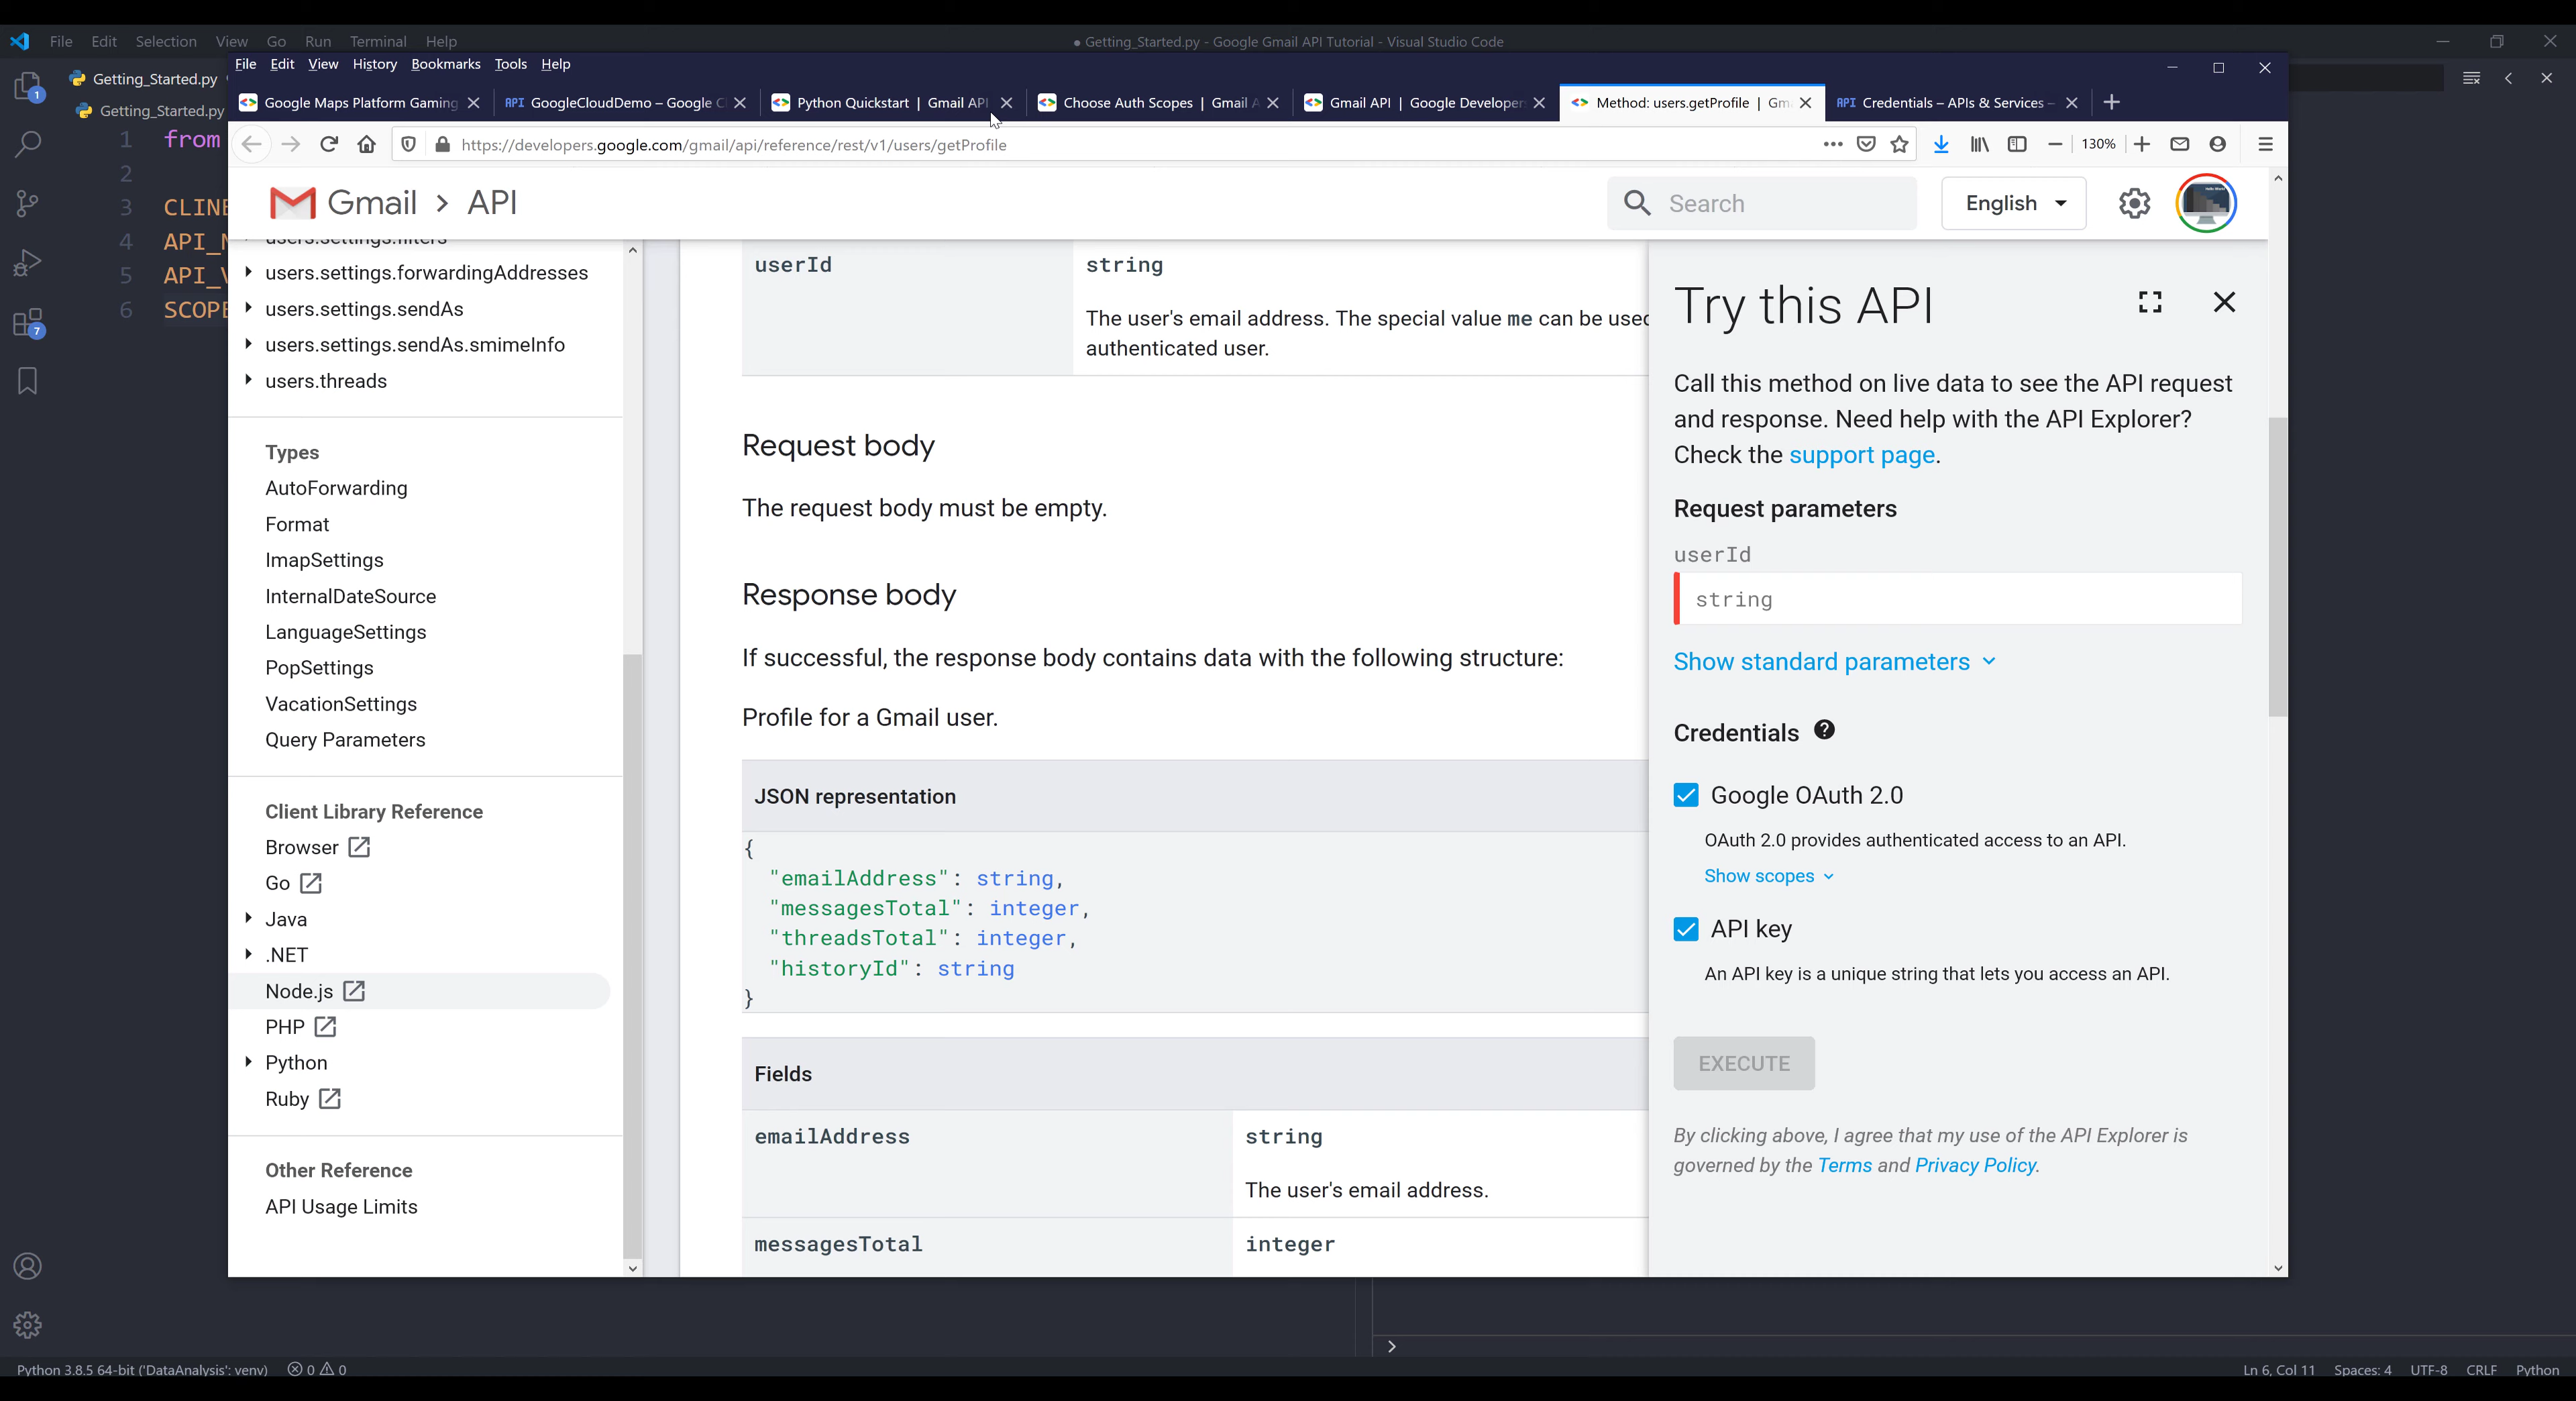 File Edit Selection View Go Run Terminal Help
● Getting_Started.py - Google Gmail API Tutorial - Visual Studio Code
Getting_Started.py
Getting_Started.py
1 from
2
3 CLINE
4 API_N
5 API_V
6 SCOPE
File Edit View History Bookmarks Tools Help
Google Maps Platform Gaming
GoogleCloudDemo – Google C
Python Quickstart | Gmail API
Choose Auth Scopes | Gmail A
Gmail API | Google Developers
Method: users.getProfile | Gm
Credentials – APIs & Services –
https://developers.google.com/gmail/api/reference/rest/v1/users/getProfile
130%
Gmail > API
Search
English
users.settings.filters
users.settings.forwardingAddresses
users.settings.sendAs
users.settings.sendAs.smimeInfo
users.threads
Types
AutoForwarding
Format
ImapSettings
InternalDateSource
LanguageSettings
PopSettings
VacationSettings
Query Parameters
Client Library Reference
Browser
Go
Java
.NET
Node.js
PHP
Python
Ruby
Other Reference
API Usage Limits
userId string
The user's email address. The special value me can be used
authenticated user.
Request body
The request body must be empty.
Response body
If successful, the response body contains data with the following structure:
Profile for a Gmail user.
JSON representation
{
"emailAddress": string,
"messagesTotal": integer,
"threadsTotal": integer,
"historyId": string
}
Fields
emailAddress string
The user's email address.
messagesTotal integer
Try this API
Call this method on live data to see the API request
and response. Need help with the API Explorer?
Check the support page.
Request parameters
userId
string
Show standard parameters
Credentials
Google OAuth 2.0
OAuth 2.0 provides authenticated access to an API.
Show scopes
API key
An API key is a unique string that lets you access an API.
EXECUTE
By clicking above, I agree that my use of the API Explorer is
governed by the Terms and Privacy Policy.
Python 3.8.5 64-bit ('DataAnalysis': venv) 0 0
Ln 6, Col 11 Spaces: 4 UTF-8 CRLF Python